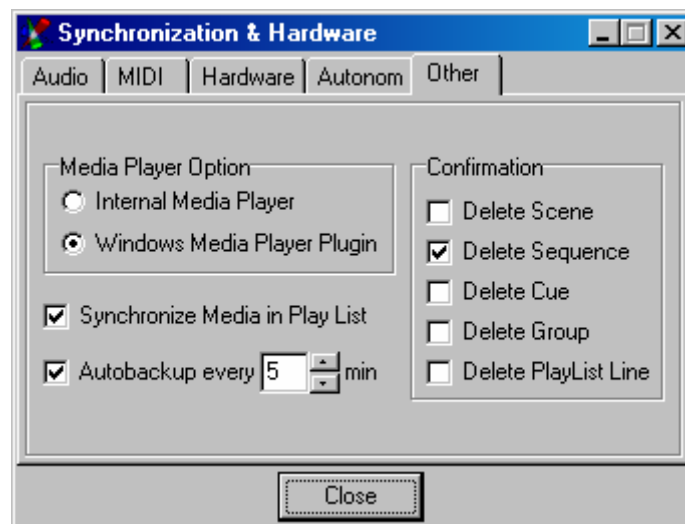 Synchronization & Hardware
Audio MIDI Hardware Autonom Other
Media Player Option
Internal Media Player
Windows Media Player Plugin
Synchronize Media in Play List
Autobackup every 5 min
Confirmation
Delete Scene
Delete Sequence
Delete Cue
Delete Group
Delete PlayList Line
Close